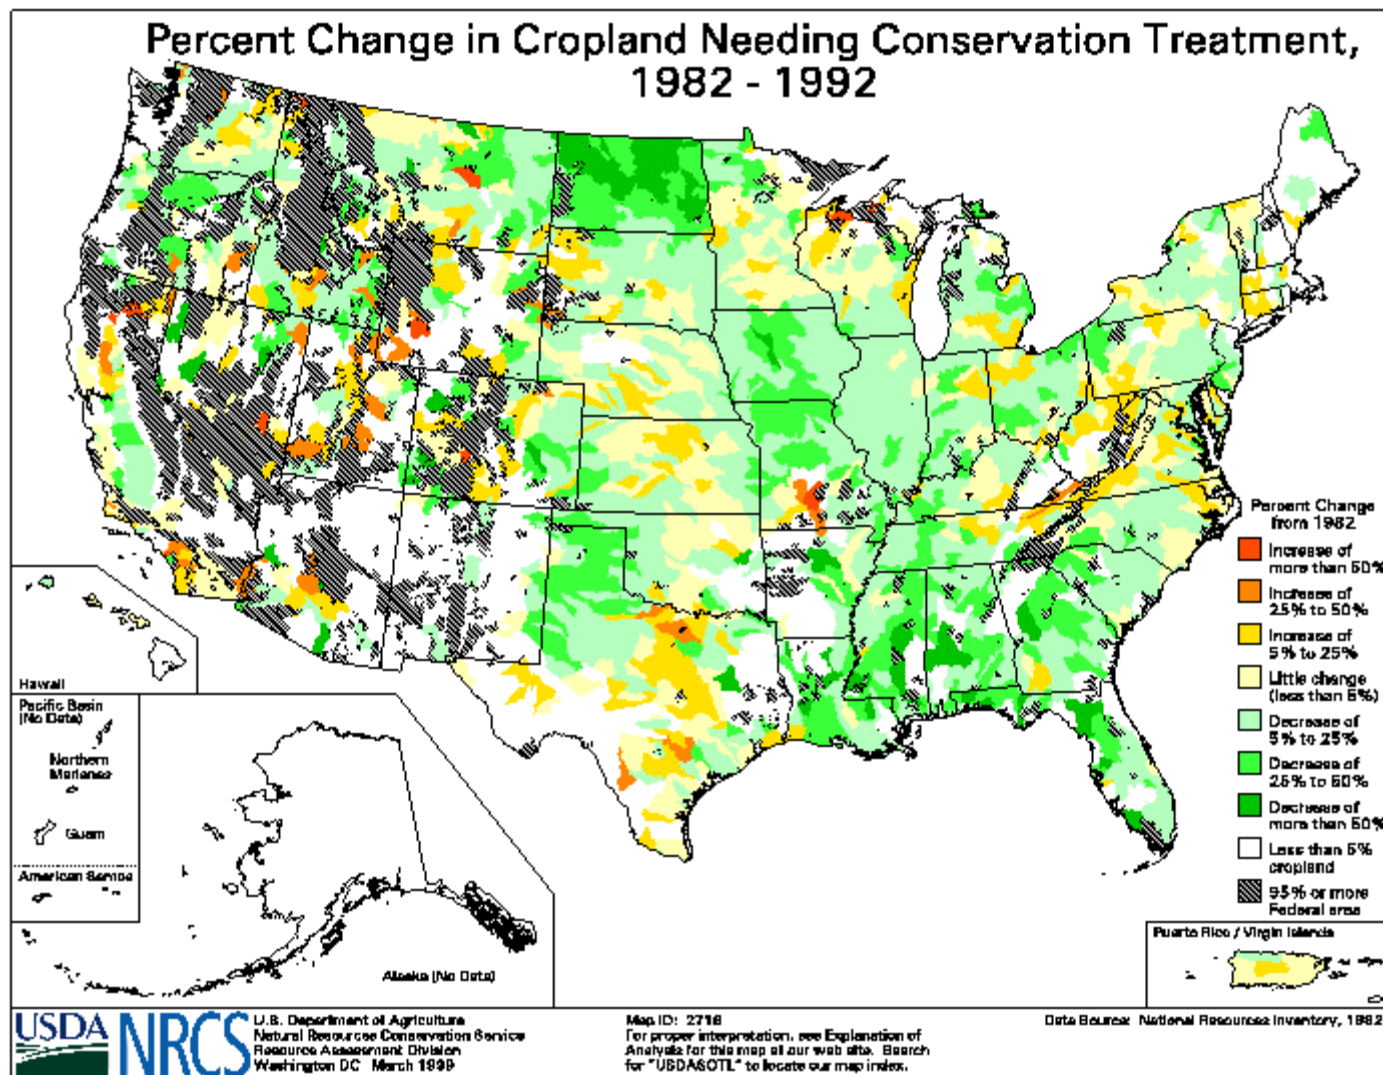 Percent Change in Cropland Needing Conservation Treatment,
1982 - 1992
Percent Change
from 1982
Increase of
more than 50%
Increase of
25% to 50%
Increase of
5% to 25%
Little change
(less than 5%)
Decrease of
5% to 25%
Decrease of
25% to 50%
Decrease of
more than 50%
Less than 5%
cropland
95% or more
Federal area
Hawaii
Pacific Basin
(No Data)
Northern
Marianas
Guam
American Samoa
Alaska (No Data)
Puerto Rico / Virgin Islands
USDA
NRCS
U.S. Department of Agriculture
Natural Resources Conservation Service
Resource Assessment Division
Washington DC March 1999
Map ID: 2716
For proper interpretation, see Explanation of
Analysis for this map at our web site. Search
for "USDASOTL" to locate our map index.
Data Source: National Resources Inventory, 1982